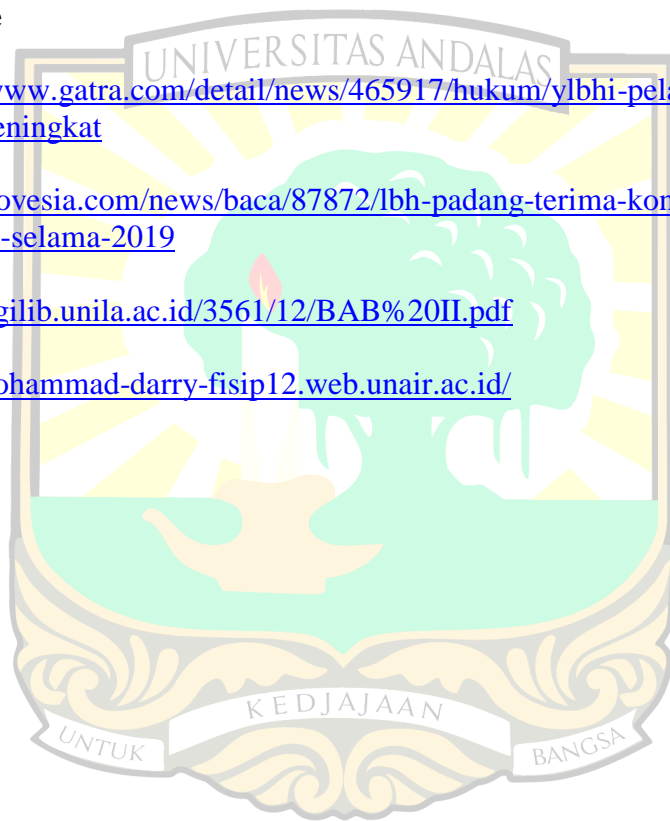 UNIVERSITAS ANDALAS
www.gatra.com/detail/news/465917/hukum/ylbhi-pela
eningkat
ovesia.com/news/baca/87872/lbh-padang-terima-kon
-selama-2019
gilib.unila.ac.id/3561/12/BAB%20II.pdf
ohammad-darry-fisip12.web.unair.ac.id/
KEDJAJAAN
UNTUK
BANGSA